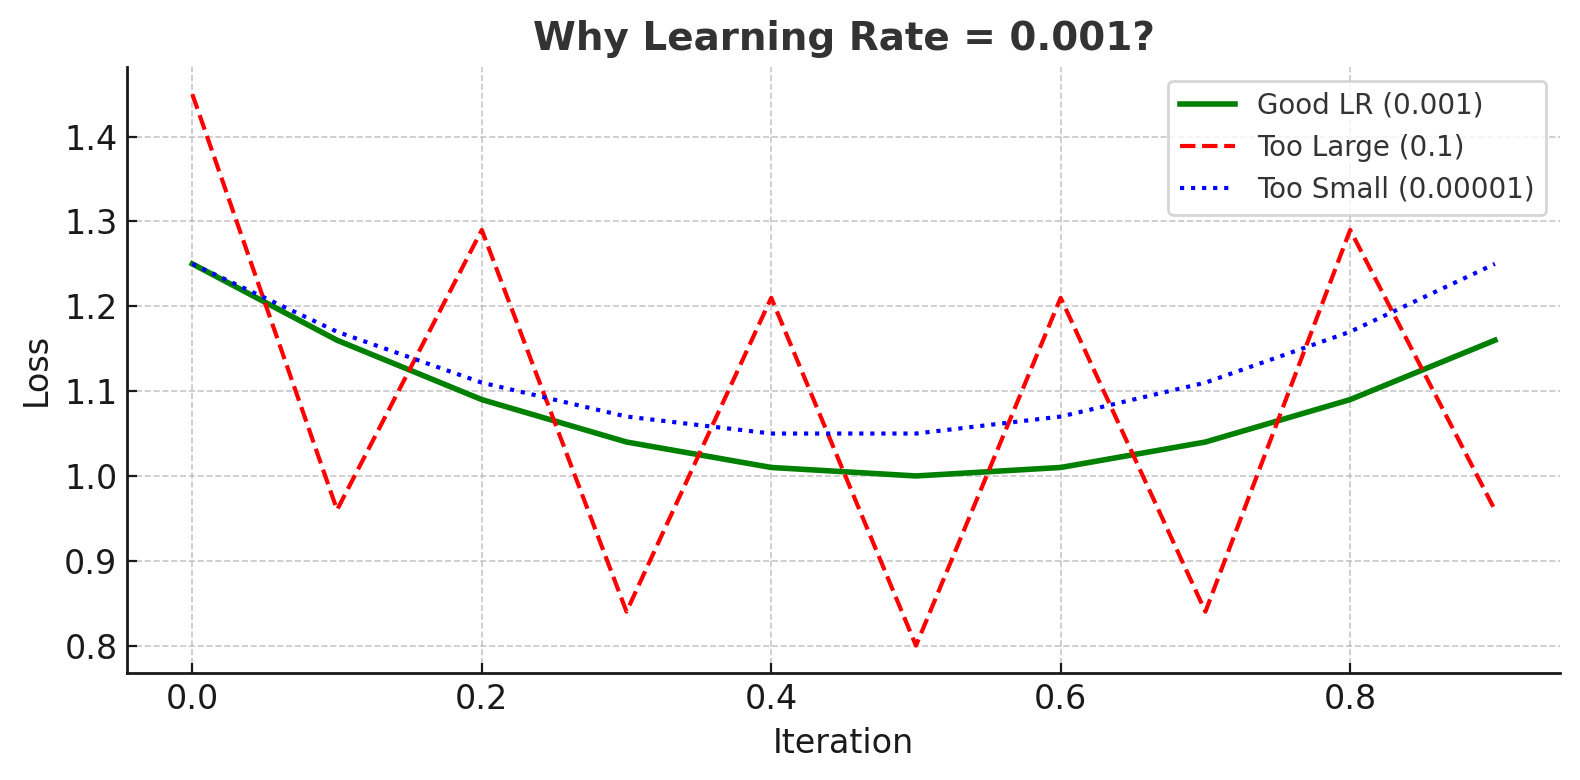 Why Learning Rate = 0.001?
Good LR (0.001)
Too Large (0.1)
Too Small (0.00001)
Loss
1.4
1.3
1.2
1.1
1.0
0.9
0.8
0.0 0.2 0.4 0.6 0.8
Iteration